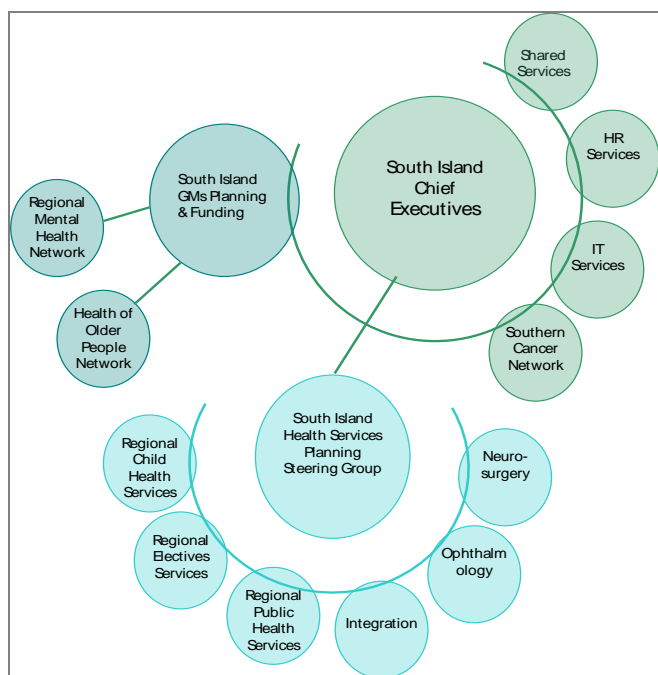 Shared
Services
HR
Services
South Island
Chief
Executives
South Island
GMs Planning
& Funding
Regional
Mental
Health
Network
IT
Services
Health of
Older
People
Network
Southern
Cancer
Network
South Island
Health Services
Planning
Steering Group
Regional
Child
Health
Services
Neuro-
surgery
Regional
Electives
Services
Ophthalm
ology
Regional
Public
Health
Services
Integration